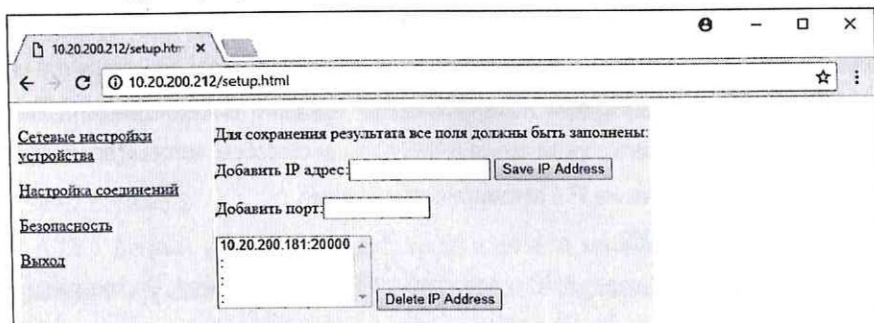 10.20.200.212/setup.htm
10.20.200.212/setup.html
Сетевые настройки
устройства
Настройка соединений
Безопасность
Выход
Для сохранения результата все поля должны быть заполнены:
Добавить IP адрес:
Save IP Address
Добавить порт:
10.20.200.181:20000
:
:
:
:
Delete IP Address